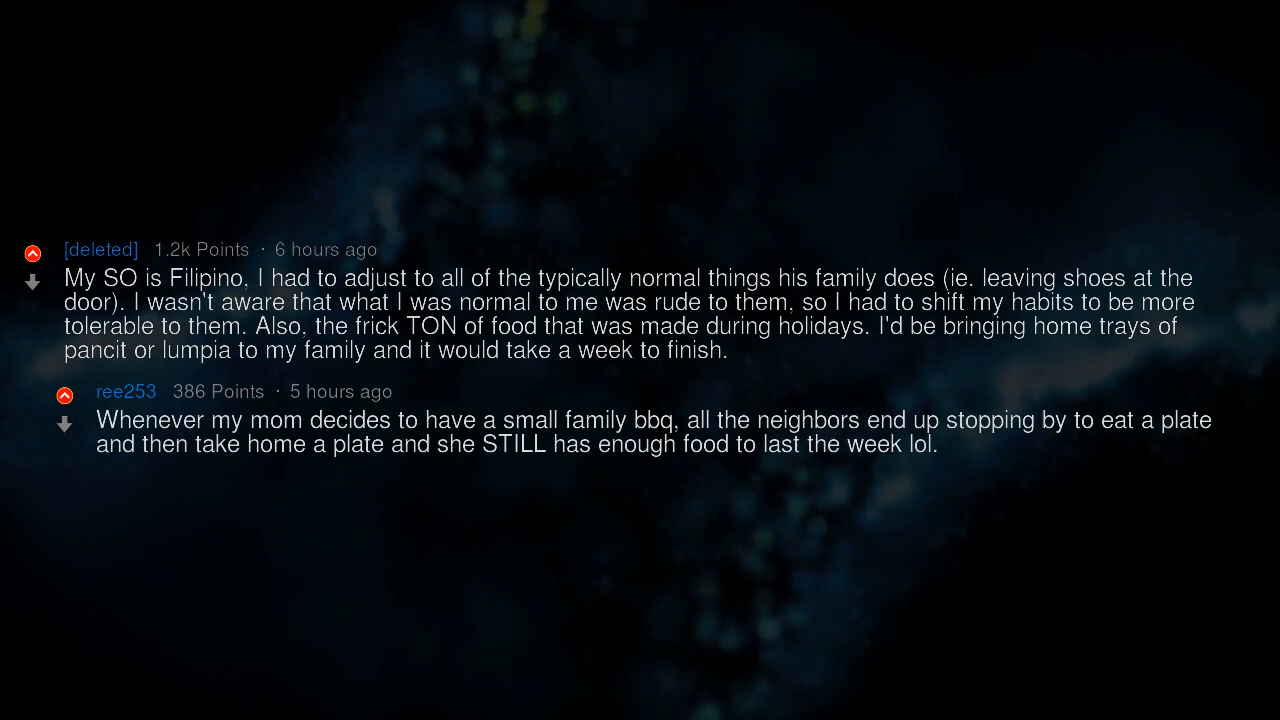 [deleted] 1.2k Points · 6 hours ago
My SO is Filipino, I had to adjust to all of the typically normal things his family does (ie. leaving shoes at the
door). I wasn't aware that what I was normal to me was rude to them, so I had to shift my habits to be more
tolerable to them. Also, the frick TON of food that was made during holidays. I'd be bringing home trays of
pancit or lumpia to my family and it would take a week to finish.
ree253 386 Points · 5 hours ago
Whenever my mom decides to have a small family bbq, all the neighbors end up stopping by to eat a plate
and then take home a plate and she STILL has enough food to last the week lol.